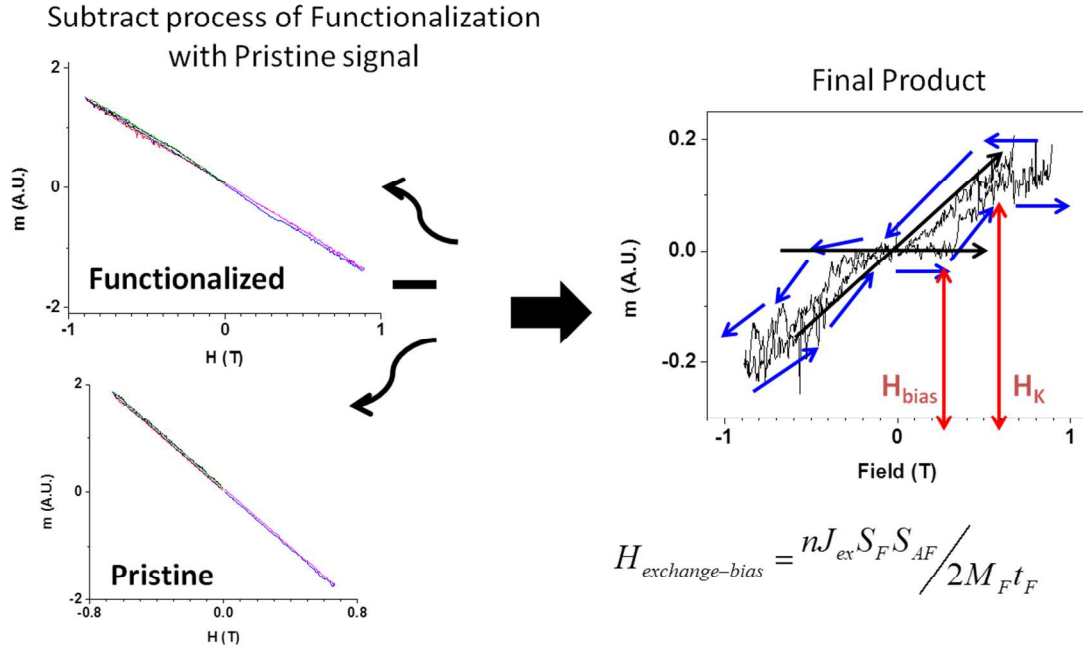 Subtract process of Functionalization
with Pristine signal
2
0
-2
m (A.U.)
Functionalized
-1
0
1
H (T)
2
0
-2
m (A.U.)
Pristine
-0.8
0.0
0.8
H (T)
Final Product
0.2
0.0
-0.2
m (A.U.)
H_bias
H_K
-1
0
1
Field (T)
H_exchange–bias = nJ_ex S_F S_AF / 2M_F t_F